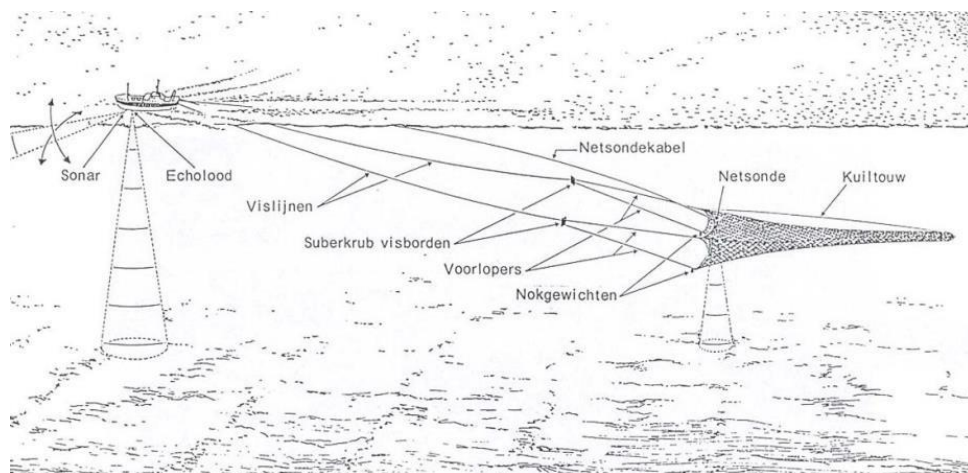 Netsondekabel
Sonar
Echolood
Netsonde
Kuiltouw
Vislijnen
Suberkrub visborden
Voorlopers
Nokgewichten